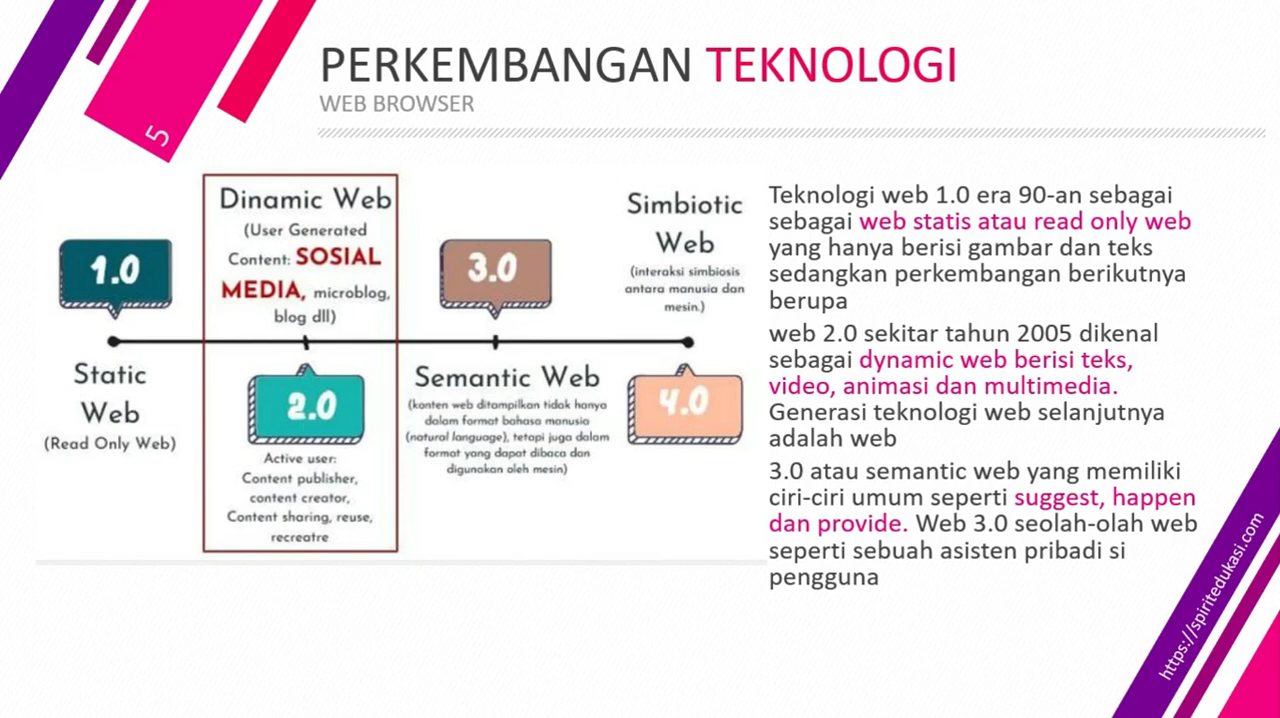 5
PERKEMBANGAN TEKNOLOGI
WEB BROWSER
1.0
Static
Web
(Read Only Web)
Dinamic Web
(User Generated
Content: SOSIAL
MEDIA, microblog,
blog dll)
2.0
Active user:
Content publisher,
content creator,
Content sharing, reuse,
recreatre
3.0
Semantic Web
(konten web ditampilkan tidak hanya
dalam format bahasa manusia
(natural language), tetapi juga dalam
format yang dapat dibaca dan
digunakan oleh mesin)
Simbiotic
Web
(interaksi simbiosis
antara manusia dan
mesin.)
4.0
Teknologi web 1.0 era 90-an sebagai
sebagai web statis atau read only web
yang hanya berisi gambar dan teks
sedangkan perkembangan berikutnya
berupa
web 2.0 sekitar tahun 2005 dikenal
sebagai dynamic web berisi teks,
video, animasi dan multimedia.
Generasi teknologi web selanjutnya
adalah web
3.0 atau semantic web yang memiliki
ciri-ciri umum seperti suggest, happen
dan provide. Web 3.0 seolah-olah web
seperti sebuah asisten pribadi si
pengguna
https://spiritedukasi.com